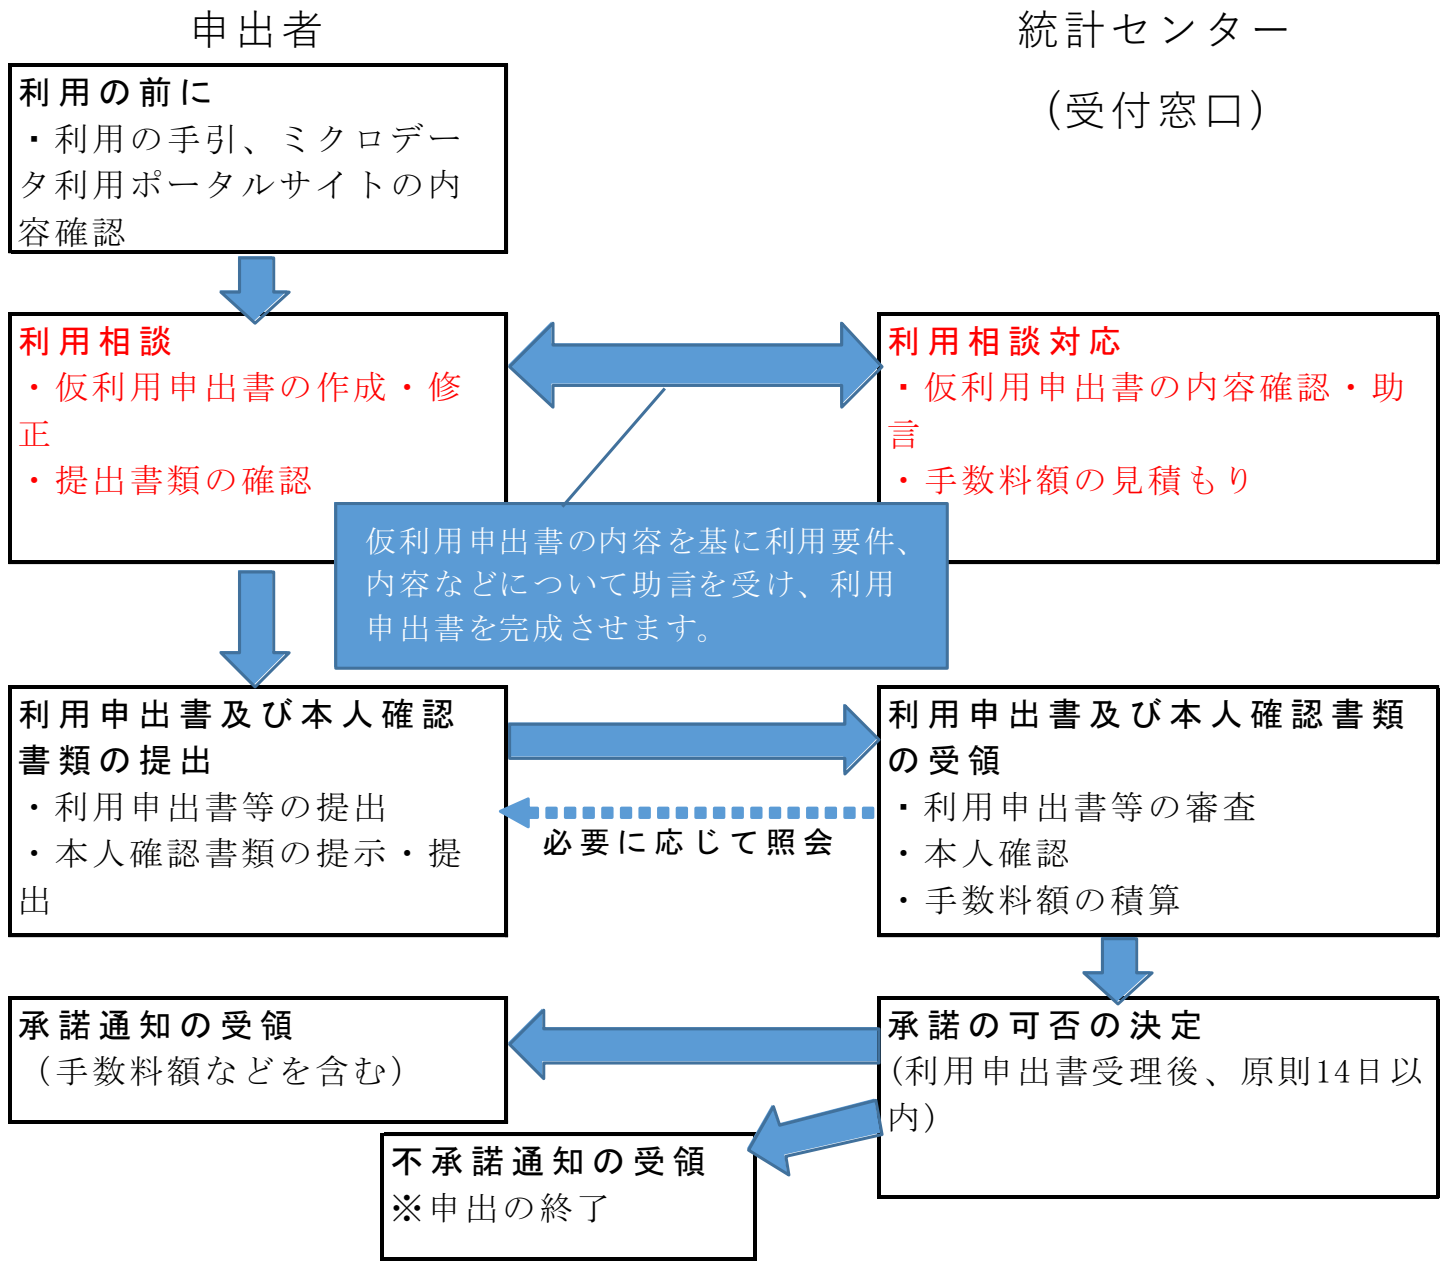 申出者
統計センター
(受付窓口)
利用の前に
・利用の手引、ミクロデー
タ利用ポータルサイトの内
容確認
利用相談
・仮利用申出書の作成・修
正
・提出書類の確認
利用相談対応
・仮利用申出書の内容確認・助
言
・手数料額の見積もり
仮利用申出書の内容を基に利用要件、
内容などについて助言を受け、利用
申出書を完成させます。
利用申出書及び本人確認
書類の提出
・利用申出書等の提出
・本人確認書類の提示・提
出
必要に応じて照会
利用申出書及び本人確認書類
の受領
・利用申出書等の審査
・本人確認
・手数料額の積算
承諾通知の受領
（手数料額などを含む）
承諾の可否の決定
(利用申出書受理後、原則14日以
内)
不承諾通知の受領
※申出の終了